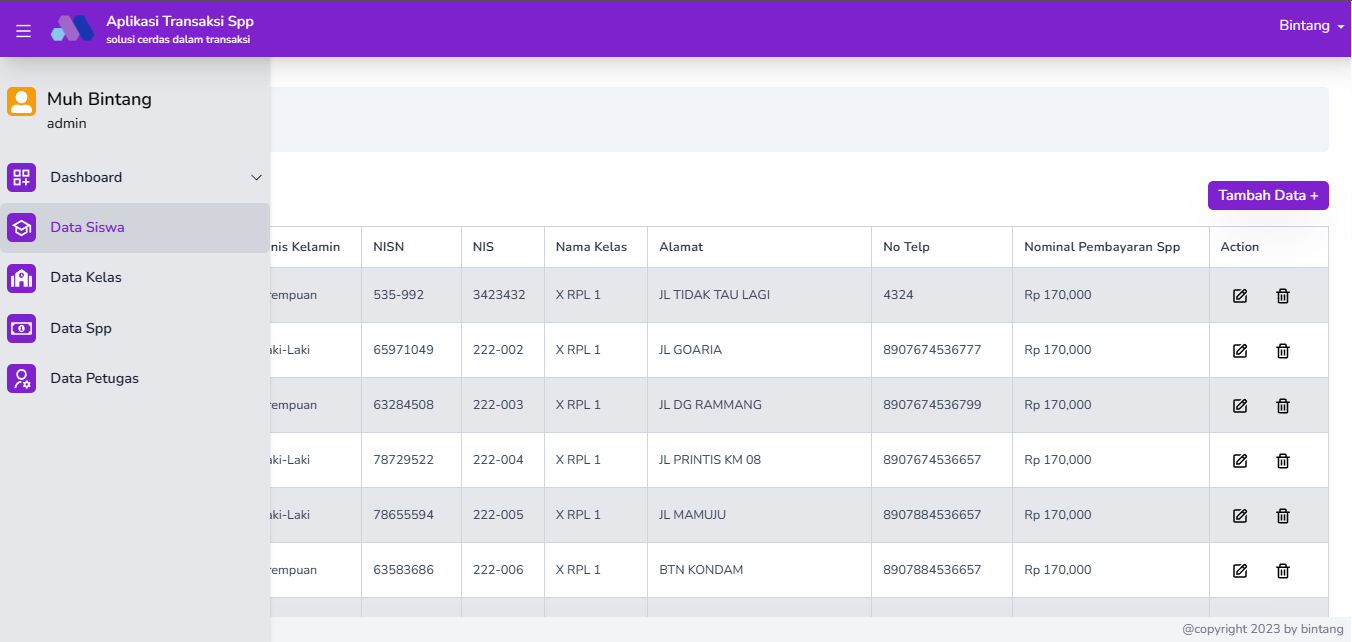 Aplikasi Transaksi Spp
solusi cerdas dalam transaksi
Bintang
Muh Bintang
admin
Dashboard
Data Siswa
Data Kelas
Data Spp
Data Petugas
Tambah Data +
nis Kelamin NISN NIS Nama Kelas Alamat No Telp Nominal Pembayaran Spp Action
rempuan 535-992 3423432 X RPL 1 JL TIDAK TAU LAGI 4324 Rp 170,000
aki-Laki 65971049 222-002 X RPL 1 JL GOARIA 8907674536777 Rp 170,000
rempuan 63284508 222-003 X RPL 1 JL DG RAMMANG 8907674536799 Rp 170,000
aki-Laki 78729522 222-004 X RPL 1 JL PRINTIS KM 08 8907674536657 Rp 170,000
aki-Laki 78655594 222-005 X RPL 1 JL MAMUJU 8907884536657 Rp 170,000
rempuan 63583686 222-006 X RPL 1 BTN KONDAM 8907884536657 Rp 170,000
@copyright 2023 by bintang